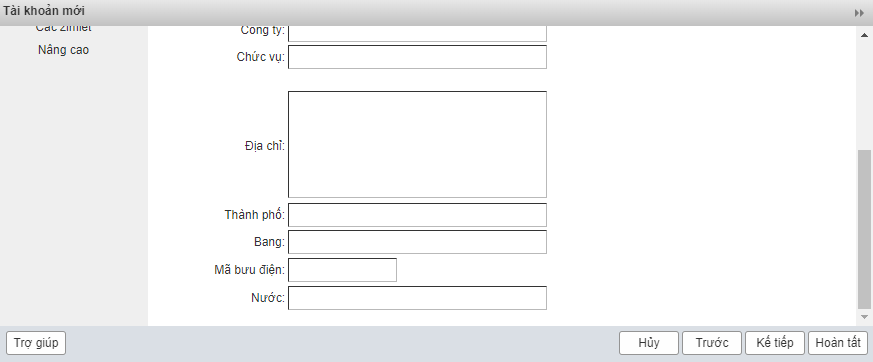 Tài khoản mới
Các zimlet
Nâng cao
Công ty:
Chức vụ:
Địa chỉ:
Thành phố:
Bang:
Mã bưu điện:
Nước:
Trợ giúp
Hủy
Trước
Kế tiếp
Hoàn tất